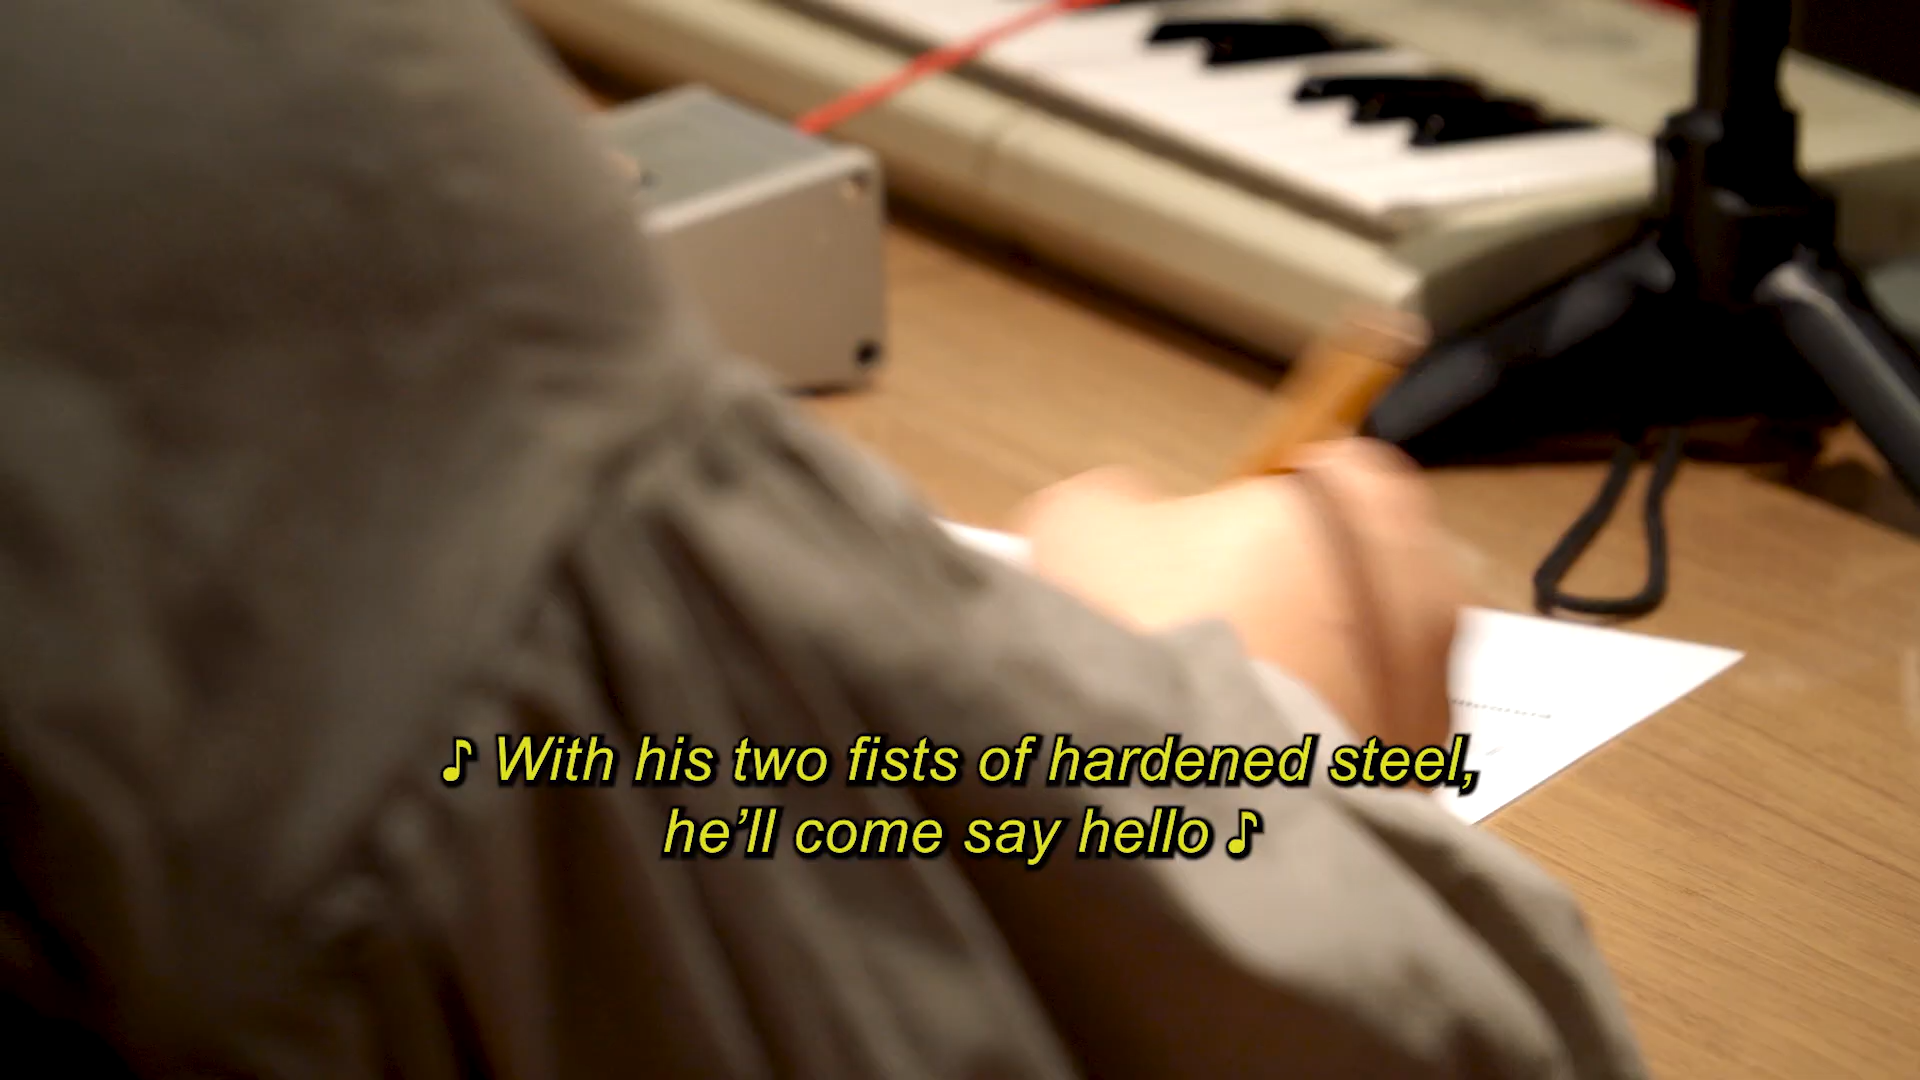 ♪ With his two fists of hardened steel,
he’ll come say hello ♪